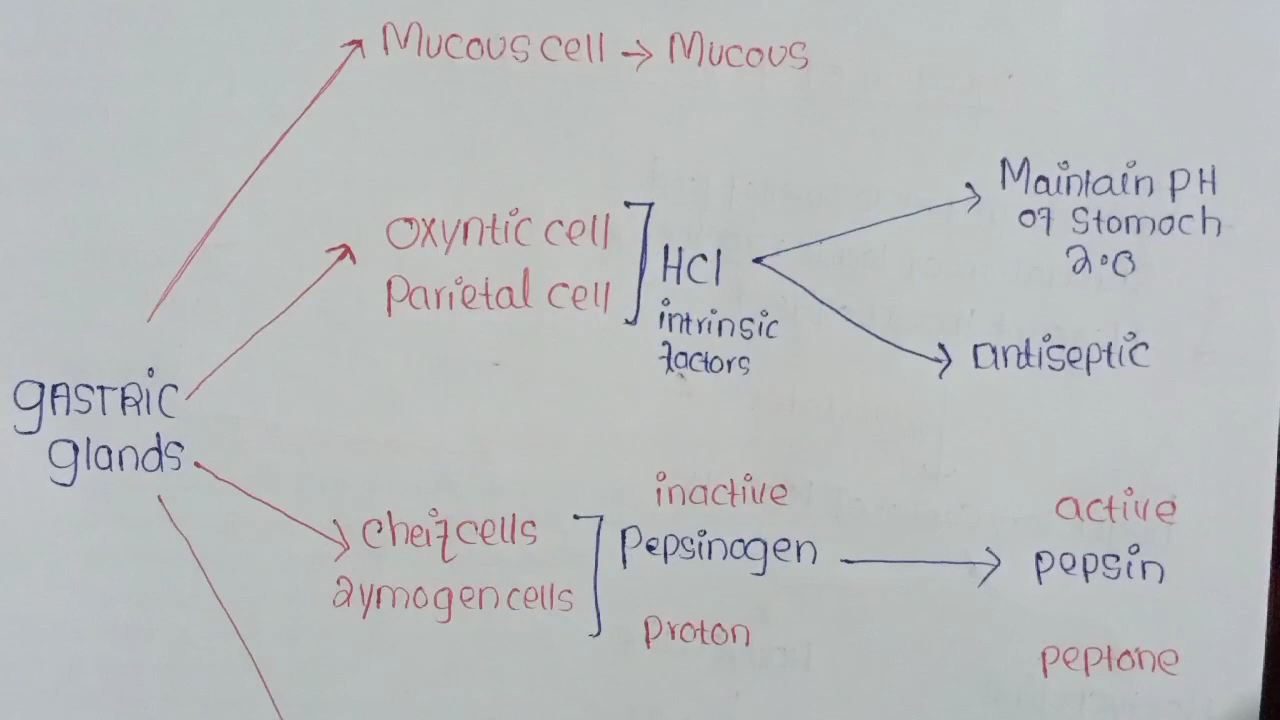 Mucous cell → Mucous
Oxyntic cell
Parietal cell
HCl
intrinsic
factors
Maintain PH
of Stomoch
2.0
antiseptic
GASTRIC
glands
cheif cells
zymogen cells
inactive
Pepsinogen
proton
active
pepsin
peptone